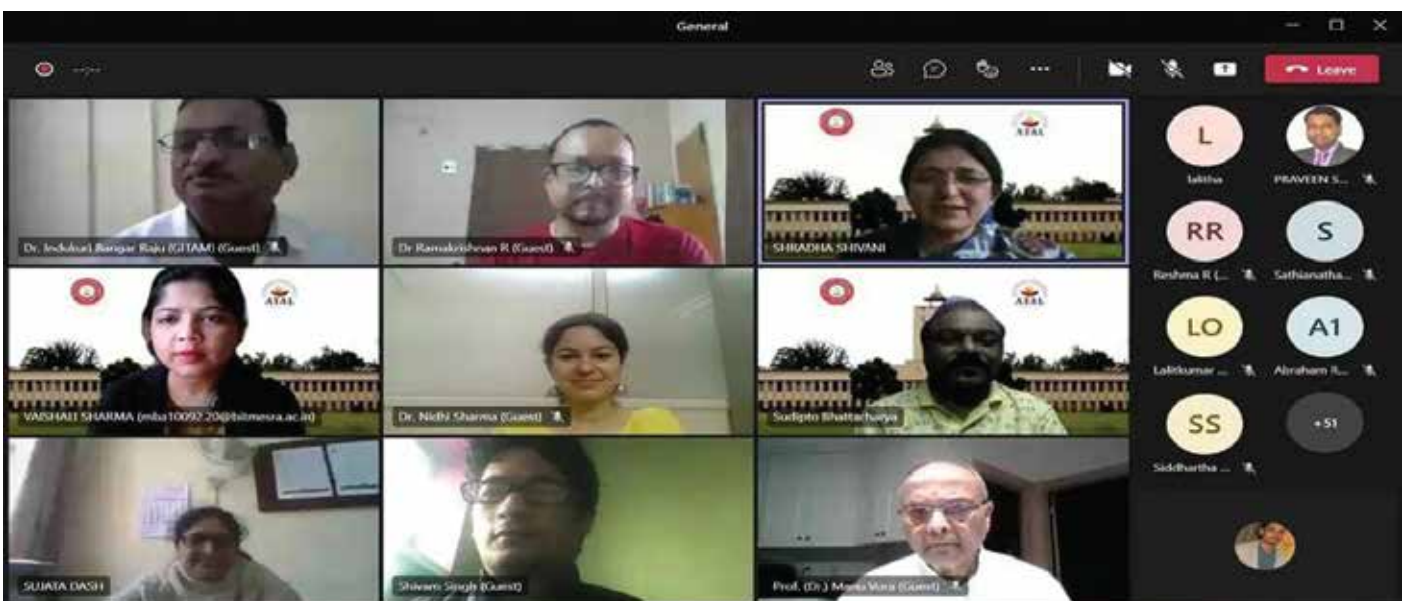 General
Leave
Dr. Indukuri Bangar Raju (GITAM) (Guest)
Dr Ramakrishnan R (Guest)
ATAL
SHRADHA SHIVANI
L
lalitha
PRAVEEN S...
RR
Reshma R (...
S
Sathianatha...
ATAL
VAISHALI SHARMA (mba10092.20@bitmesra.ac.in)
Dr. Nidhi Sharma (Guest)
ATAL
Sudipto Bhattacharya
LO
Lalitkumar ...
A1
Abraham R...
SS
Siddhartha ...
+51
SUJATA DASH
Shivam Singh (Guest)
Prof. (Dr.) Manu Vora (Guest)